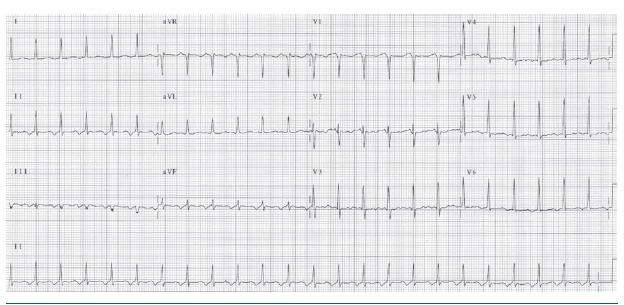 I aVR V1 V4
II aVL V2 V5
III aVF V3 V6
II